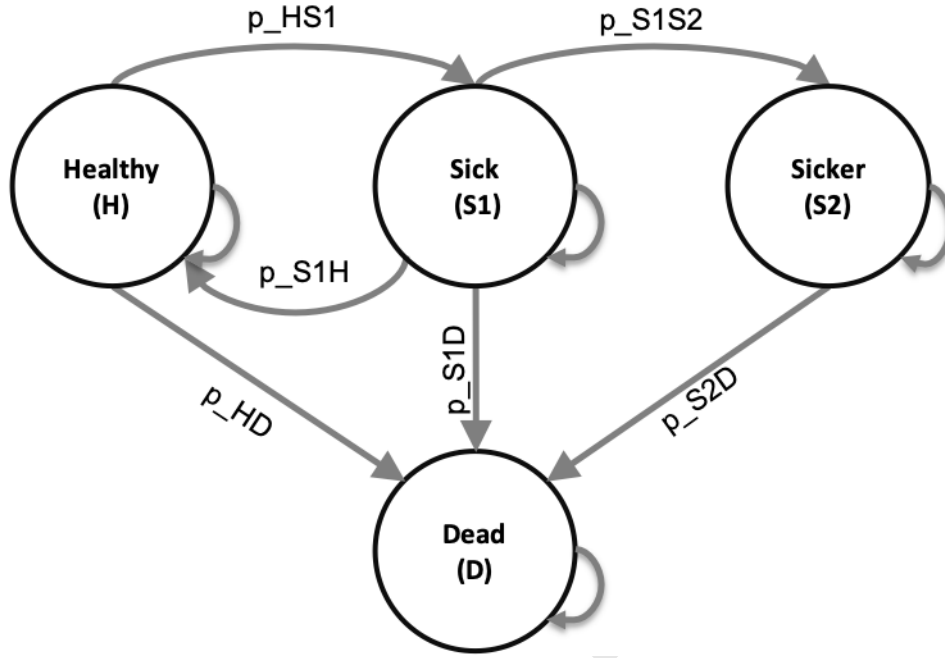 p_HS1
p_S1S2
Healthy
(H)
Sick
(S1)
Sicker
(S2)
p_S1H
p_S1D
p_HD
p_S2D
Dead
(D)